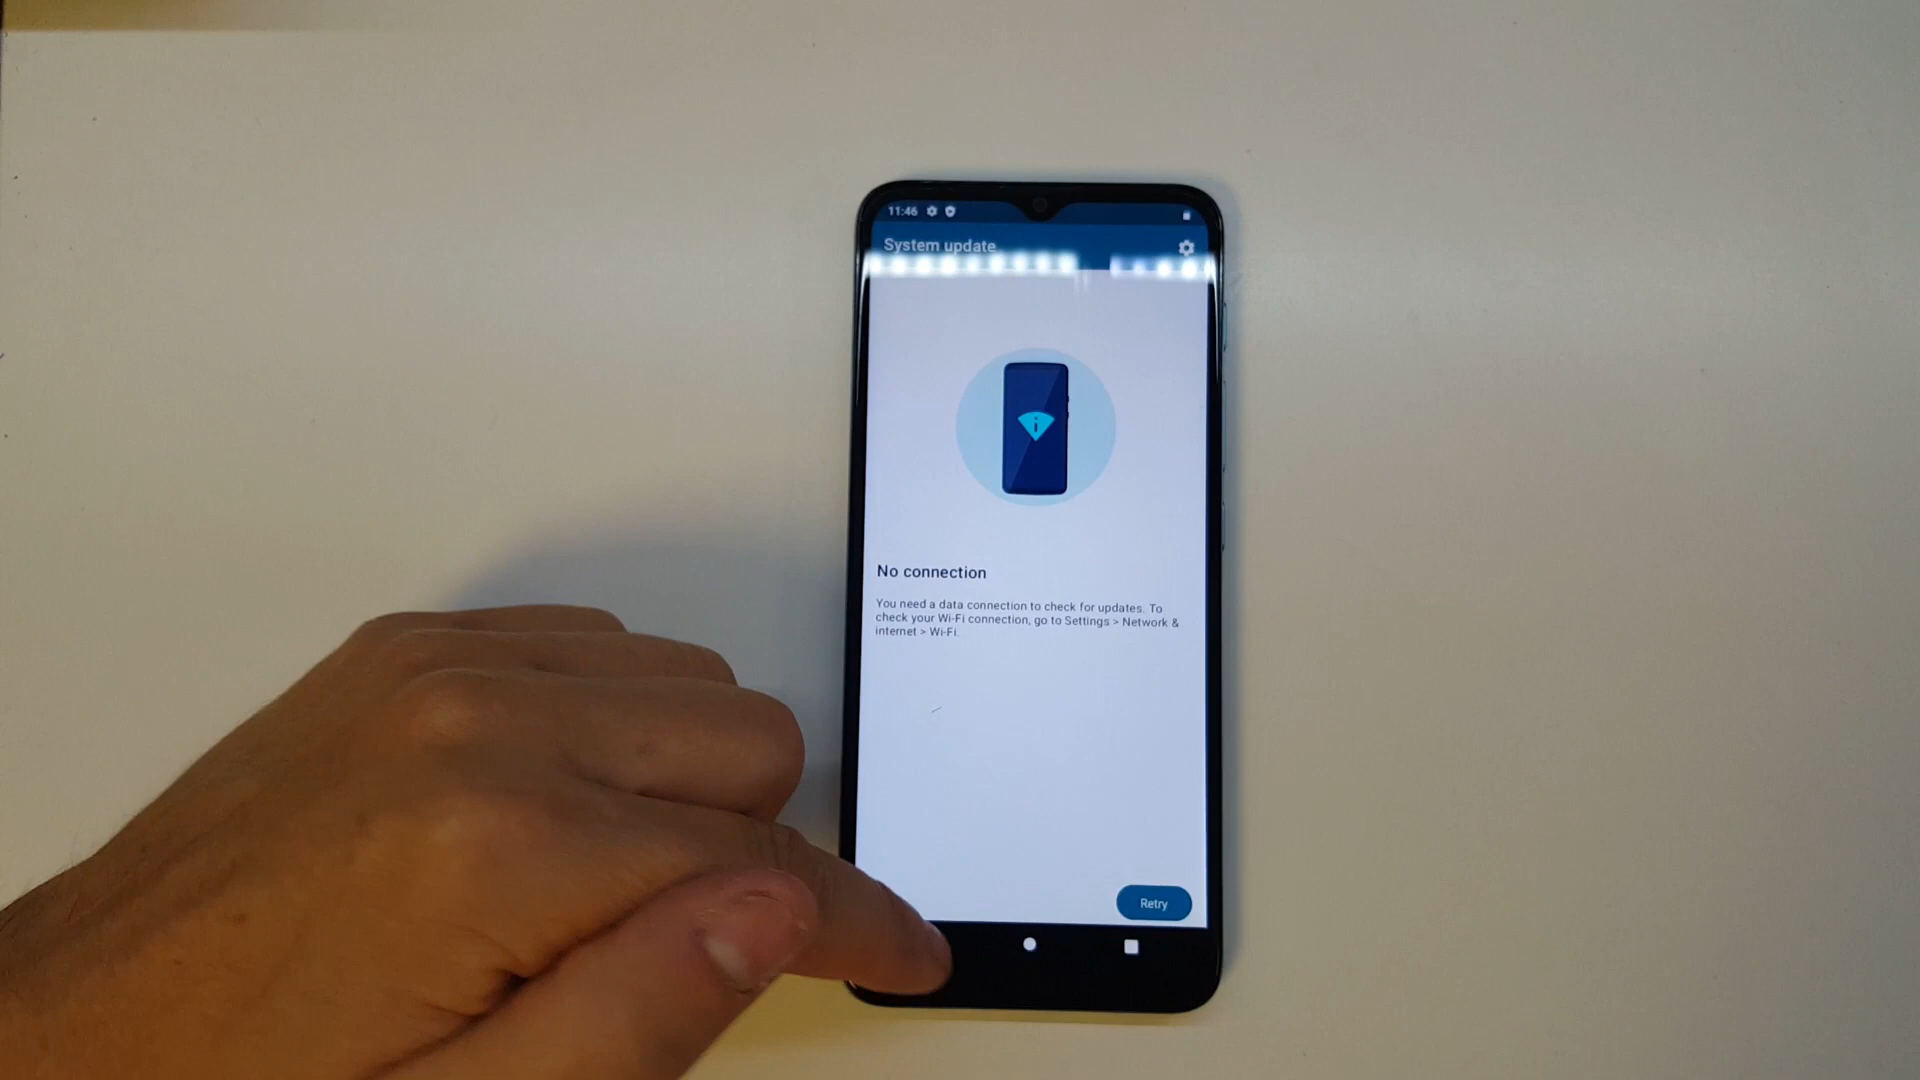 11:46
System update
i
No connection
You need a data connection to check for updates. To
check your Wi-Fi connection, go to Settings > Network &
internet > Wi-Fi.
Retry